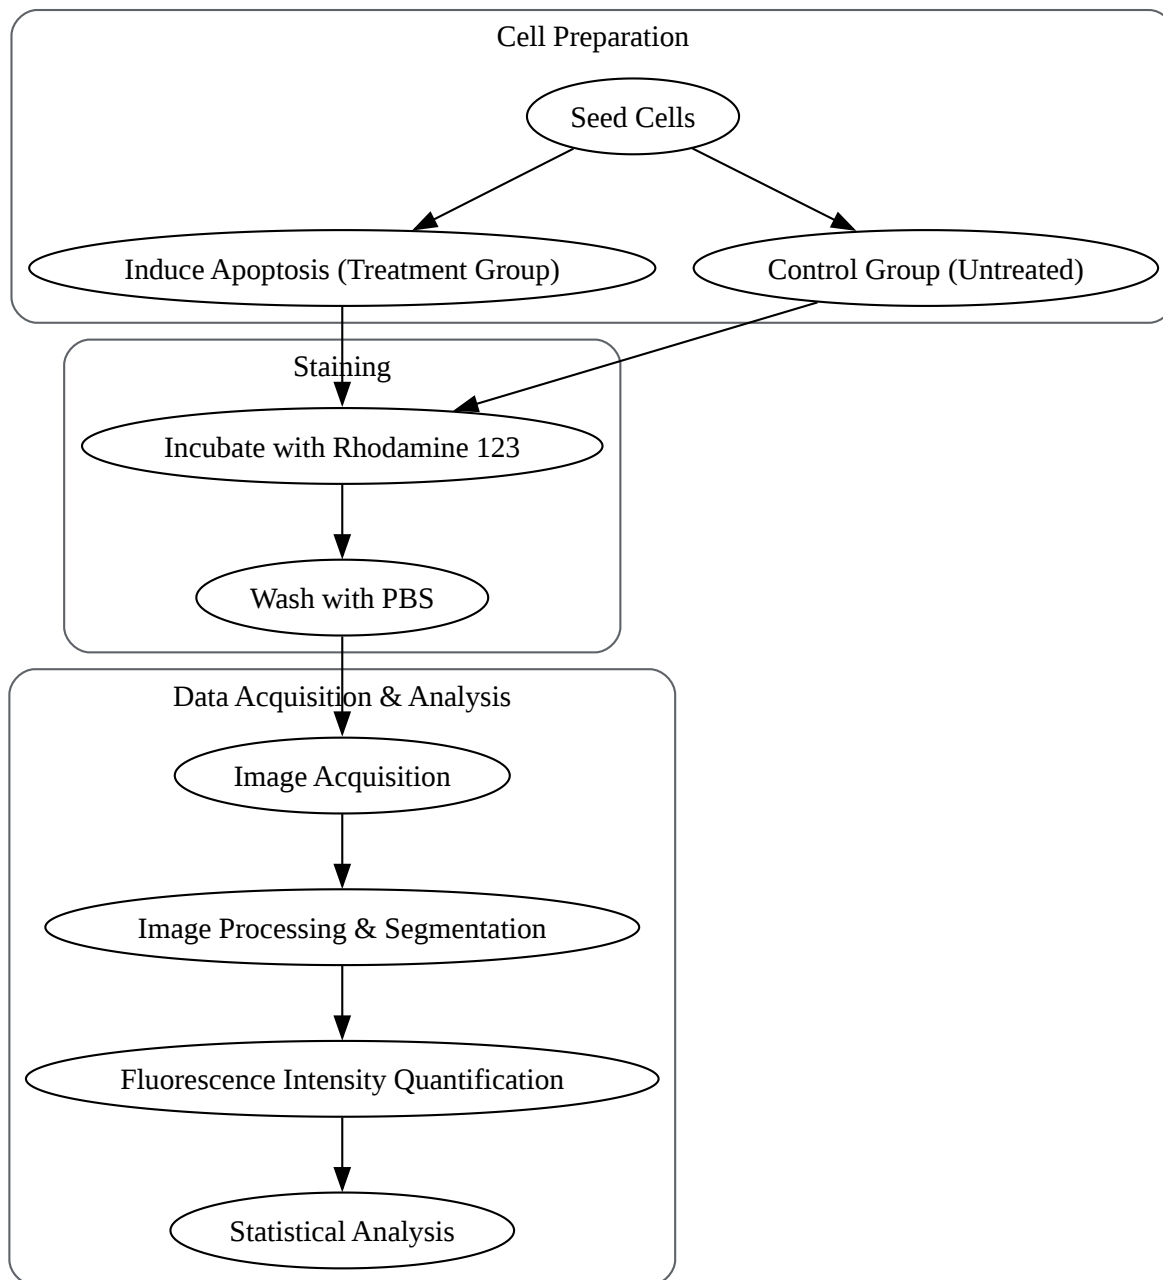 Cell Preparation
Seed Cells
Induce Apoptosis (Treatment Group)
Control Group (Untreated)
Staining
Incubate with Rhodamine 123
Wash with PBS
Data Acquisition & Analysis
Image Acquisition
Image Processing & Segmentation
Fluorescence Intensity Quantification
Statistical Analysis